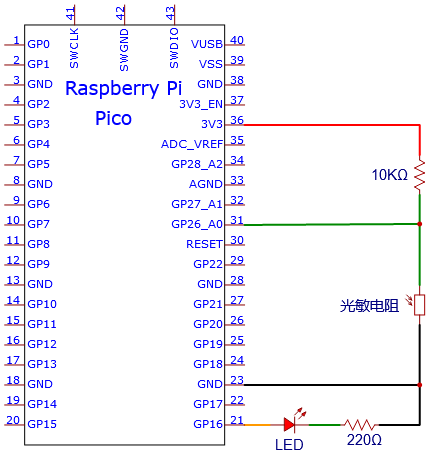 41 42 43
SWCLK SWGND SWDIO
1 GP0 VUSB 40
2 GP1 VSS 39
3 GND GND 38
Raspberry Pi
4 GP2 3V3_EN 37
Pico
5 GP3 3V3 36
6 GP4 ADC_VREF 35
7 GP5 GP28_A2 34
10KΩ
8 GND AGND 33
9 GP6 GP27_A1 32
10 GP7 GP26_A0 31
11 GP8 RESET 30
12 GP9 GP22 29
13 GND GND 28
14 GP10 GP21 27
光敏电阻
15 GP11 GP20 26
16 GP12 GP19 25
17 GP13 GP18 24
18 GND GND 23
19 GP14 GP17 22
20 GP15 GP16 21
LED 220Ω